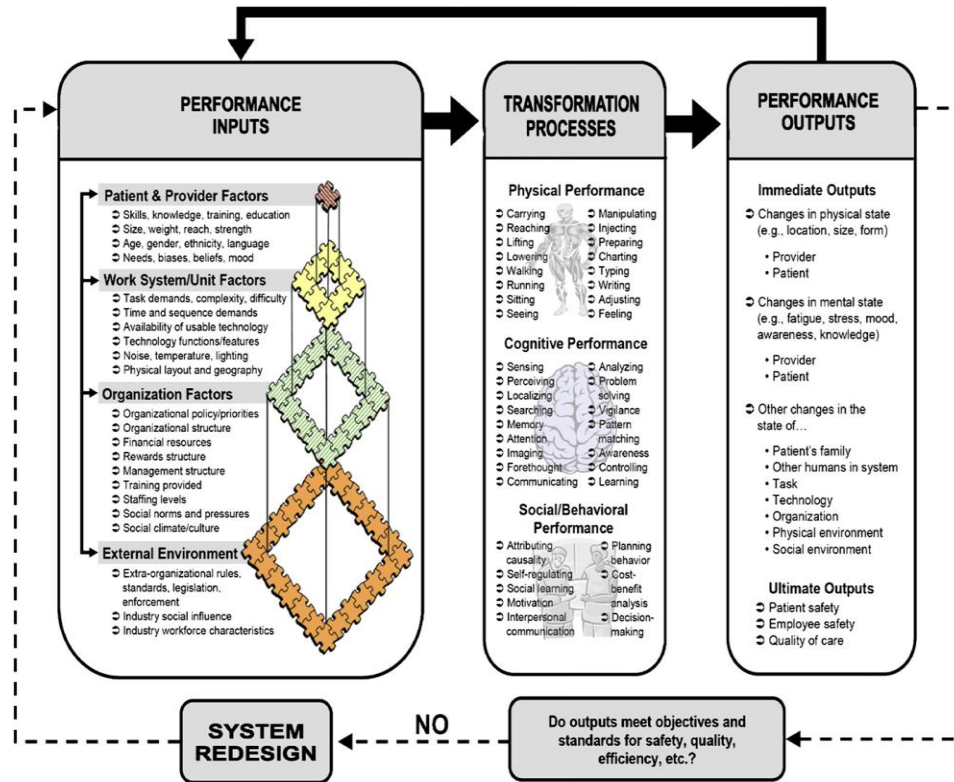 PERFORMANCE
INPUTS
Patient & Provider Factors
Skills, knowledge, training, education
Size, weight, reach, strength
Age, gender, ethnicity, language
Needs, biases, beliefs, mood
Work System/Unit Factors
Task demands, complexity, difficulty
Time and sequence demands
Availability of usable technology
Technology functions/features
Noise, temperature, lighting
Physical layout and geography
Organization Factors
Organizational policy/priorities
Organizational structure
Financial resources
Rewards structure
Management structure
Training provided
Staffing levels
Social norms and pressures
Social climate/culture
External Environment
Extra-organizational rules,
standards, legislation,
enforcement
Industry social influence
Industry workforce characteristics
TRANSFORMATION
PROCESSES
Physical Performance
Carrying
Reaching
Lifting
Lowering
Walking
Running
Sitting
Seeing
Manipulating
Injecting
Preparing
Charting
Typing
Writing
Adjusting
Feeling
Cognitive Performance
Sensing
Perceiving
Localizing
Searching
Memory
Attention
Imaging
Forethought
Communicating
Analyzing
Problem
solving
Vigilance
Pattern
matching
Awareness
Controlling
Learning
Social/Behavioral
Performance
Attributing
causality
Self-regulating
Social learning
Motivation
Interpersonal
communication
Planning
behavior
Cost-
benefit
analysis
Decision-
making
PERFORMANCE
OUTPUTS
Immediate Outputs
Changes in physical state
(e.g., location, size, form)
• Provider
• Patient
Changes in mental state
(e.g., fatigue, stress, mood,
awareness, knowledge)
• Provider
• Patient
Other changes in the
state of…
• Patient's family
• Other humans in system
• Task
• Technology
• Organization
• Physical environment
• Social environment
Ultimate Outputs
Patient safety
Employee safety
Quality of care
SYSTEM
REDESIGN
NO
Do outputs meet objectives and
standards for safety, quality,
efficiency, etc.?